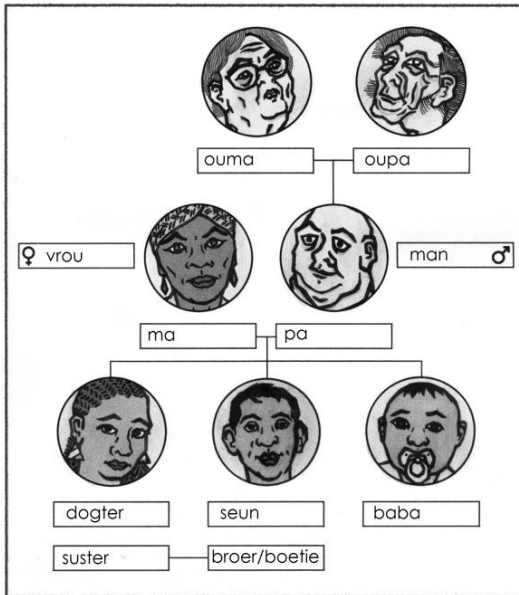 ouma
oupa
♀ vrou
man ♂
ma
pa
dogter
seun
baba
suster
broer/boetie